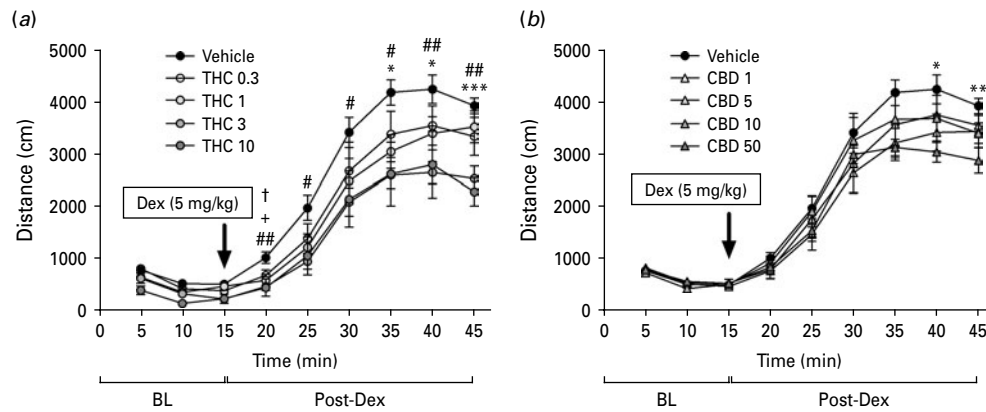 (a)
Distance (cm)
5000
4000
3000
2000
1000
0
Vehicle
THC 0.3
THC 1
THC 3
THC 10
Dex (5 mg/kg)
†
+
##
#
#
#
*
##
*
##
***
0 5 10 15 20 25 30 35 40 45
Time (min)
BL Post-Dex
(b)
Distance (cm)
5000
4000
3000
2000
1000
0
Vehicle
CBD 1
CBD 5
CBD 10
CBD 50
Dex (5 mg/kg)
*
**
0 5 10 15 20 25 30 35 40 45
Time (min)
BL Post-Dex